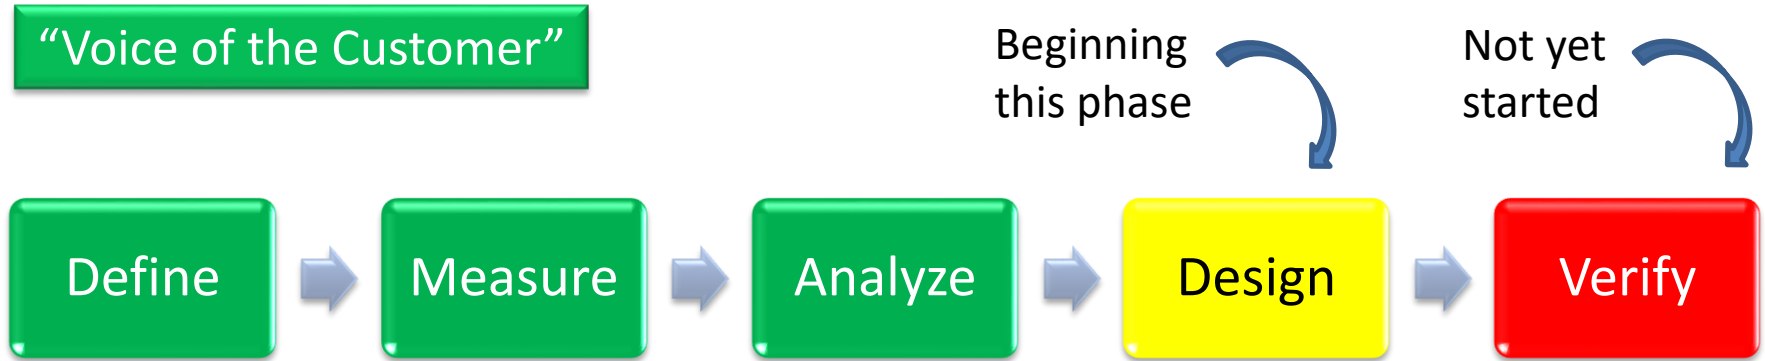 “Voice of the Customer”
Beginning
this phase
Not yet
started
Define
Measure
Analyze
Design
Verify